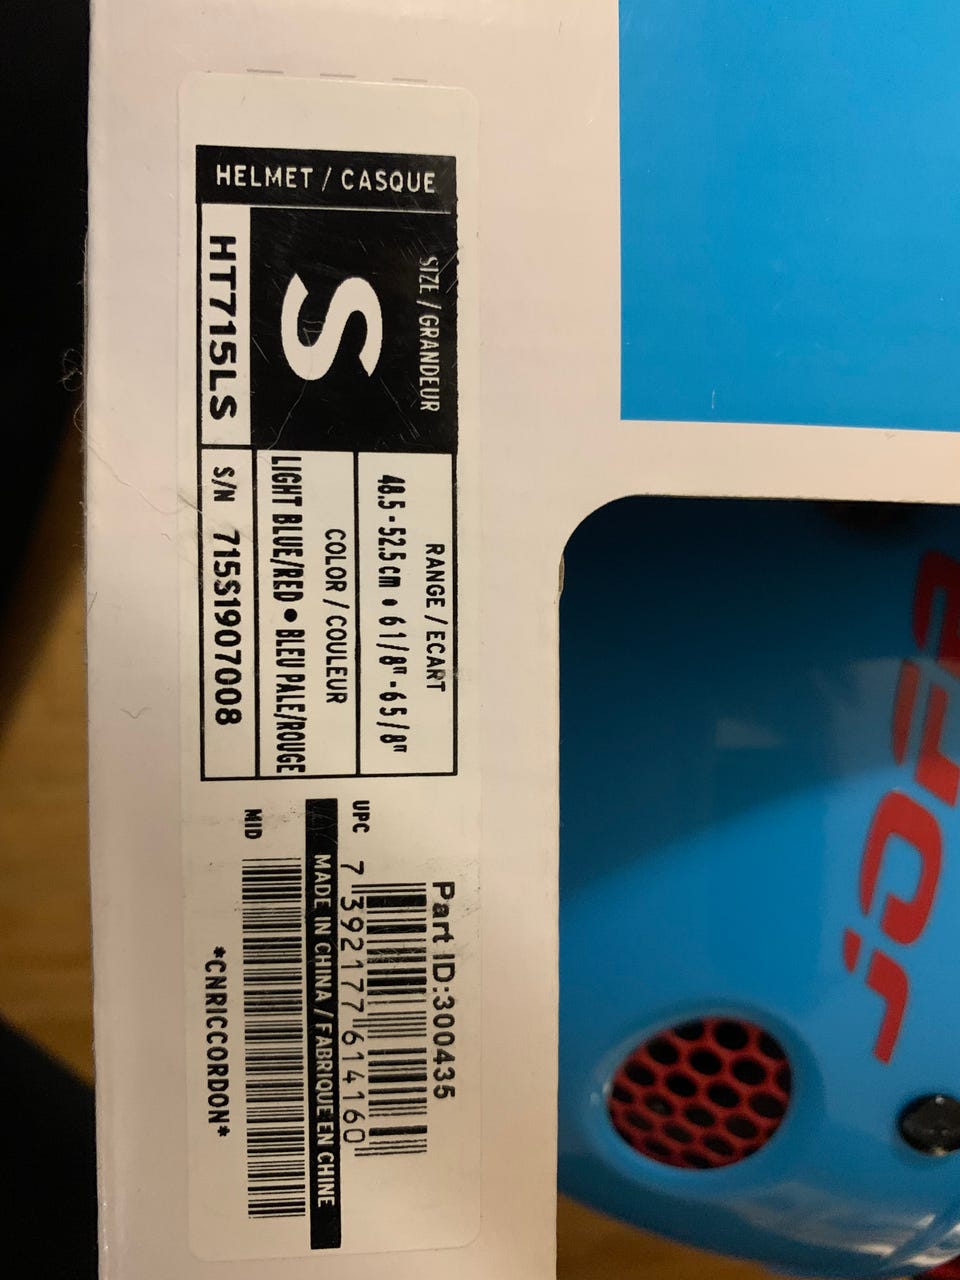 HELMET / CASQUE
SIZE / GRANDEUR
S
HT715LS
RANGE / ECART
48.5 - 52.5 cm • 6 1/8" - 6 5/8"
COLOR / COULEUR
LIGHT BLUE/RED • BLEU PALE/ROUGE
S/N 715S1907008
Part ID:300435
UPC 7 392177 614160
MADE IN CHINA / FABRIQUE EN CHINE
MID
*CNRICCORDON*
JOFA